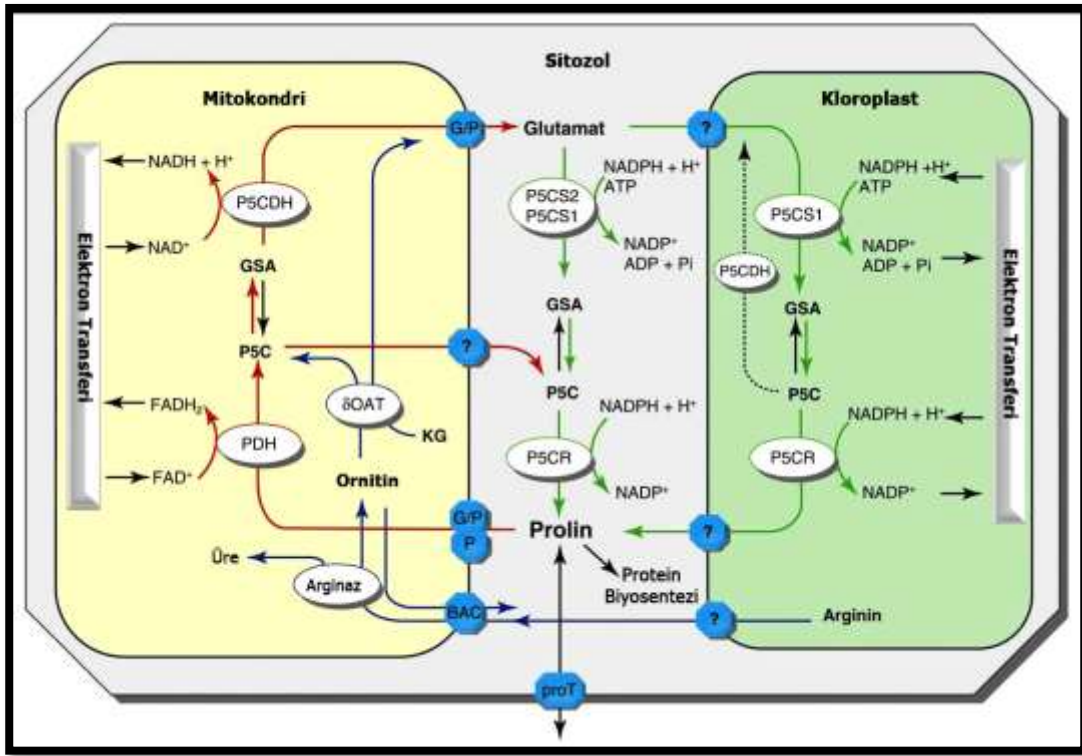 Sitozol
Mitokondri
Kloroplast
G/P
Glutamat
?
NADH + H⁺
P5CDH
NAD⁺
GSA
P5C
Elektron Transferi
FADH₂
PDH
FAD⁺
δOAT
KG
Ornitin
Üre
Arginaz
G/P
P
BAC
?
P5CS2
P5CS1
NADPH + H⁺
ATP
NADP⁺
ADP + Pi
GSA
P5C
NADPH + H⁺
P5CR
NADP⁺
Prolin
Protein
Biyosentezi
proT
P5CDH
NADPH +H⁺
ATP
P5CS1
NADP⁺
ADP + Pi
GSA
P5C
NADPH + H⁺
P5CR
NADP⁺
Elektron Transferi
?
Arginin
?